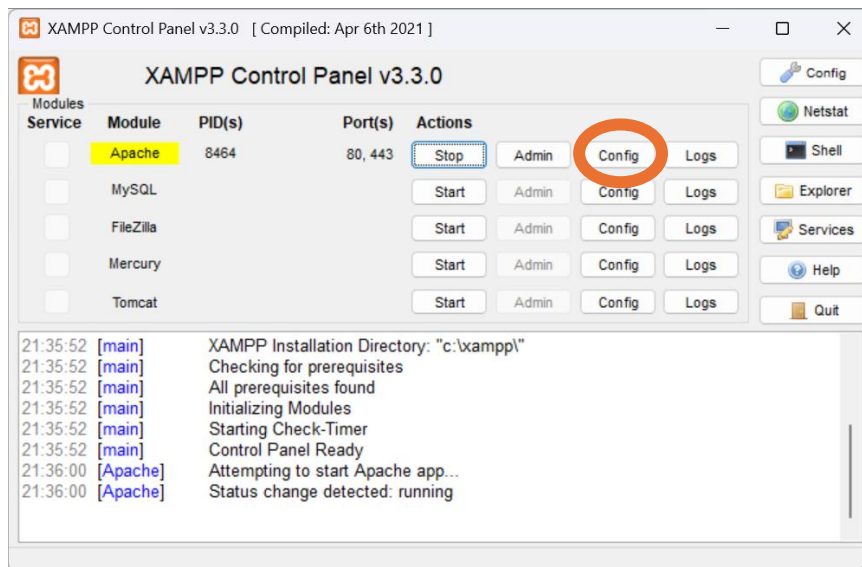 XAMPP Control Panel v3.3.0 [ Compiled: Apr 6th 2021 ]
XAMPP Control Panel v3.3.0
Config
Modules
Service Module PID(s) Port(s) Actions
Netstat
Apache 8464 80, 443 Stop Admin Config Logs
Shell
MySQL Start Admin Config Logs
Explorer
FileZilla Start Admin Config Logs
Services
Mercury Start Admin Config Logs
Help
Tomcat Start Admin Config Logs
Quit
21:35:52 [main] XAMPP Installation Directory: "c:\xampp\"
21:35:52 [main] Checking for prerequisites
21:35:52 [main] All prerequisites found
21:35:52 [main] Initializing Modules
21:35:52 [main] Starting Check-Timer
21:35:52 [main] Control Panel Ready
21:36:00 [Apache] Attempting to start Apache app...
21:36:00 [Apache] Status change detected: running